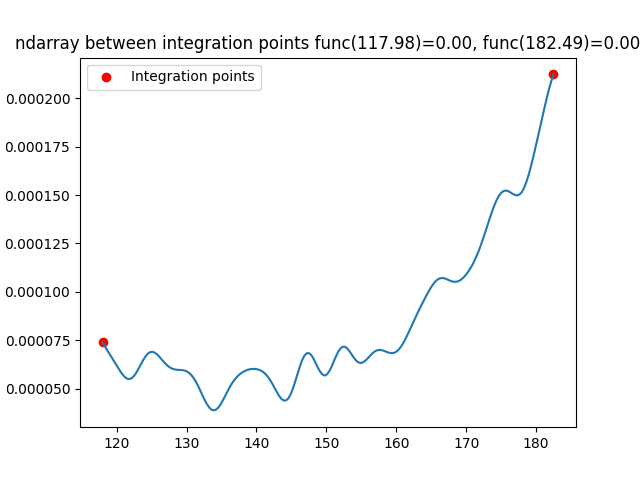 ndarray between integration points func(117.98)=0.00, func(182.49)=0.00
Integration points
0.000200
0.000175
0.000150
0.000125
0.000100
0.000075
0.000050
120 130 140 150 160 170 180